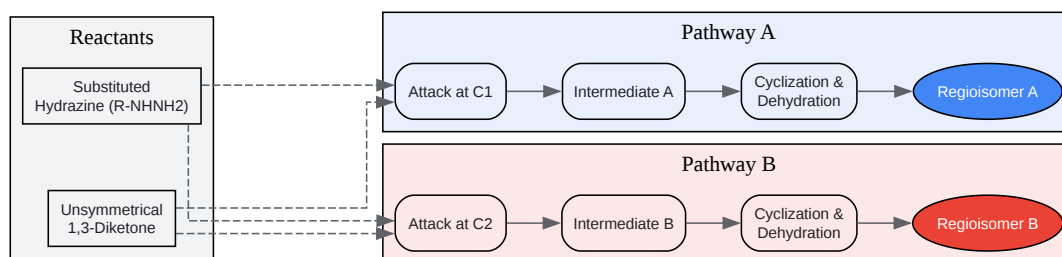 Reactants
Substituted
Hydrazine (R-NHNH2)
Unsymmetrical
1,3-Diketone
Pathway A
Attack at C1
Intermediate A
Cyclization &
Dehydration
Regioisomer A
Pathway B
Attack at C2
Intermediate B
Cyclization &
Dehydration
Regioisomer B